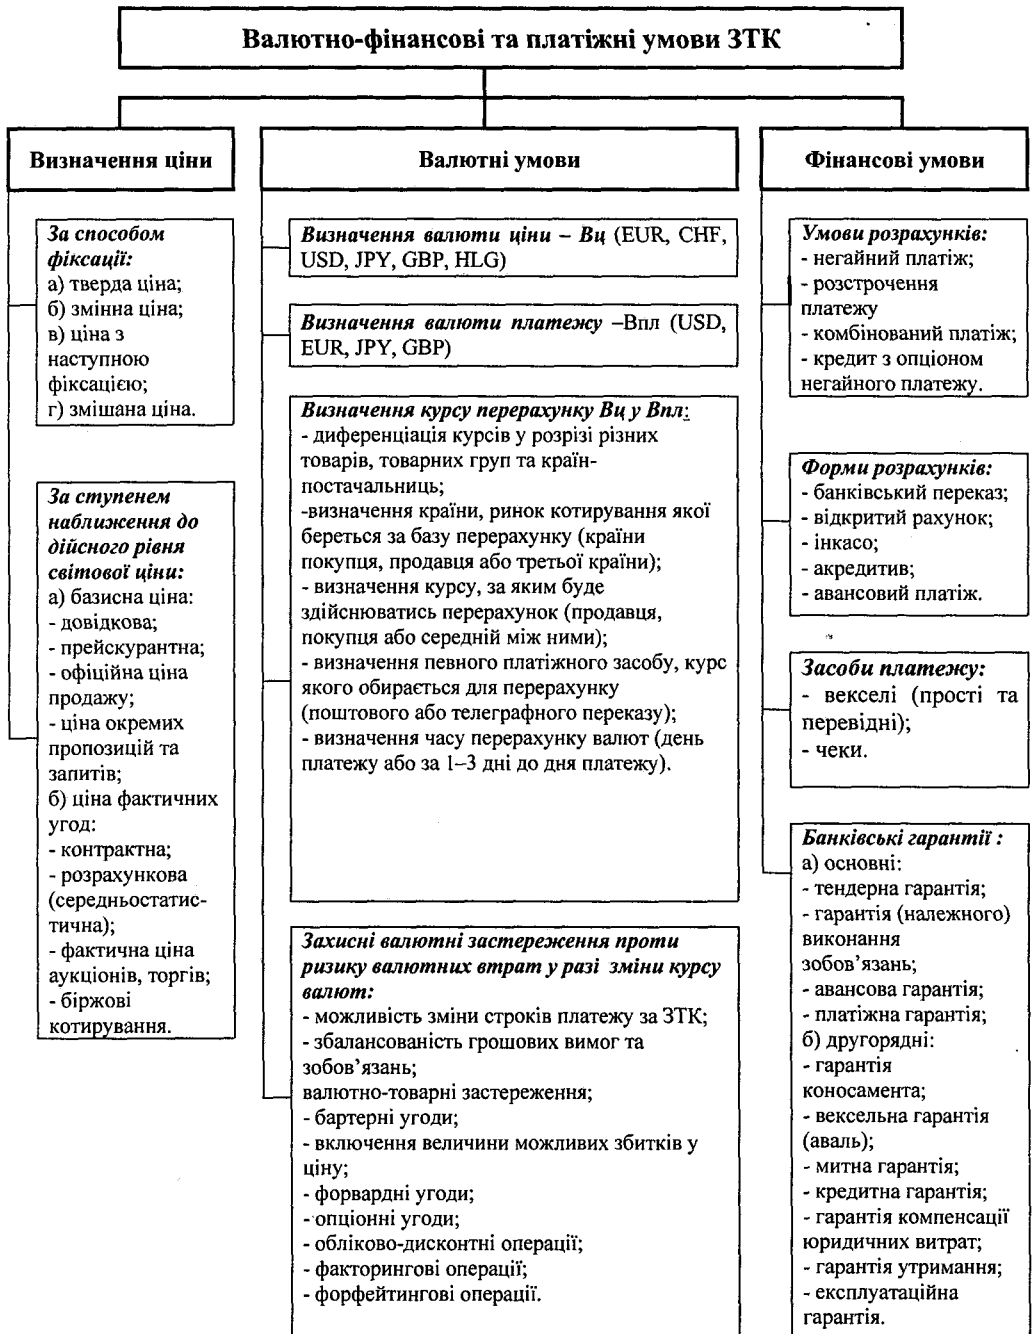 Валютно-фінансові та платіжні умови ЗТК
Визначення ціни
За способом
фіксації:
а) тверда ціна;
б) змінна ціна;
в) ціна з
наступною
фіксацією;
г) змішана ціна.
За ступенем
наближення до
дійсного рівня
світової ціни:
а) базисна ціна:
- довідкова;
- прейскурантна;
- офіційна ціна
продажу;
- ціна окремих
пропозицій та
запитів;
б) ціна фактичних
угод:
- контрактна;
- розрахункова
(середньостатис-
тична);
- фактична ціна
аукціонів, торгів;
- біржові
котирування.
Валютні умови
Визначення валюти ціни – Вц (EUR, CHF,
USD, JPY, GBP, HLG)
Визначення валюти платежу –Впл (USD,
EUR, JPY, GBP)
Визначення курсу перерахунку Вц у Впл:
- диференціація курсів у розрізі різних
товарів, товарних груп та країн-
постачальниць;
-визначення країни, ринок котирування якої
береться за базу перерахунку (країни
покупця, продавця або третьої країни);
- визначення курсу, за яким буде
здійснюватись перерахунок (продавця,
покупця або середній між ними);
- визначення певного платіжного засобу, курс
якого обирається для перерахунку
(поштового або телеграфного переказу);
- визначення часу перерахунку валют (день
платежу або за 1–3 дні до дня платежу).
Захисні валютні застереження проти
ризику валютних втрат у разі зміни курсу
валют:
- можливість зміни строків платежу за ЗТК;
- збалансованість грошових вимог та
зобов’язань;
валютно-товарні застереження;
- бартерні угоди;
- включення величини можливих збитків у
ціну;
- форвардні угоди;
- опціонні угоди;
- обліково-дисконтні операції;
- факторингові операції;
- форфейтингові операції.
Фінансові умови
Умови розрахунків:
- негайний платіж;
- розстрочення
платежу
- комбінований платіж;
- кредит з опціоном
негайного платежу.
Форми розрахунків:
- банківський переказ;
- відкритий рахунок;
- інкасо;
- акредитив;
- авансовий платіж.
Засоби платежу:
- векселі (прості та
перевідні);
- чеки.
Банківські гарантії :
а) основні:
- тендерна гарантія;
- гарантія (належного)
виконання
зобов’язань;
- авансова гарантія;
- платіжна гарантія;
б) другорядні:
- гарантія
коносамента;
- вексельна гарантія
(аваль);
- митна гарантія;
- кредитна гарантія;
- гарантія компенсації
юридичних витрат;
- гарантія утримання;
- експлуатаційна
гарантія.